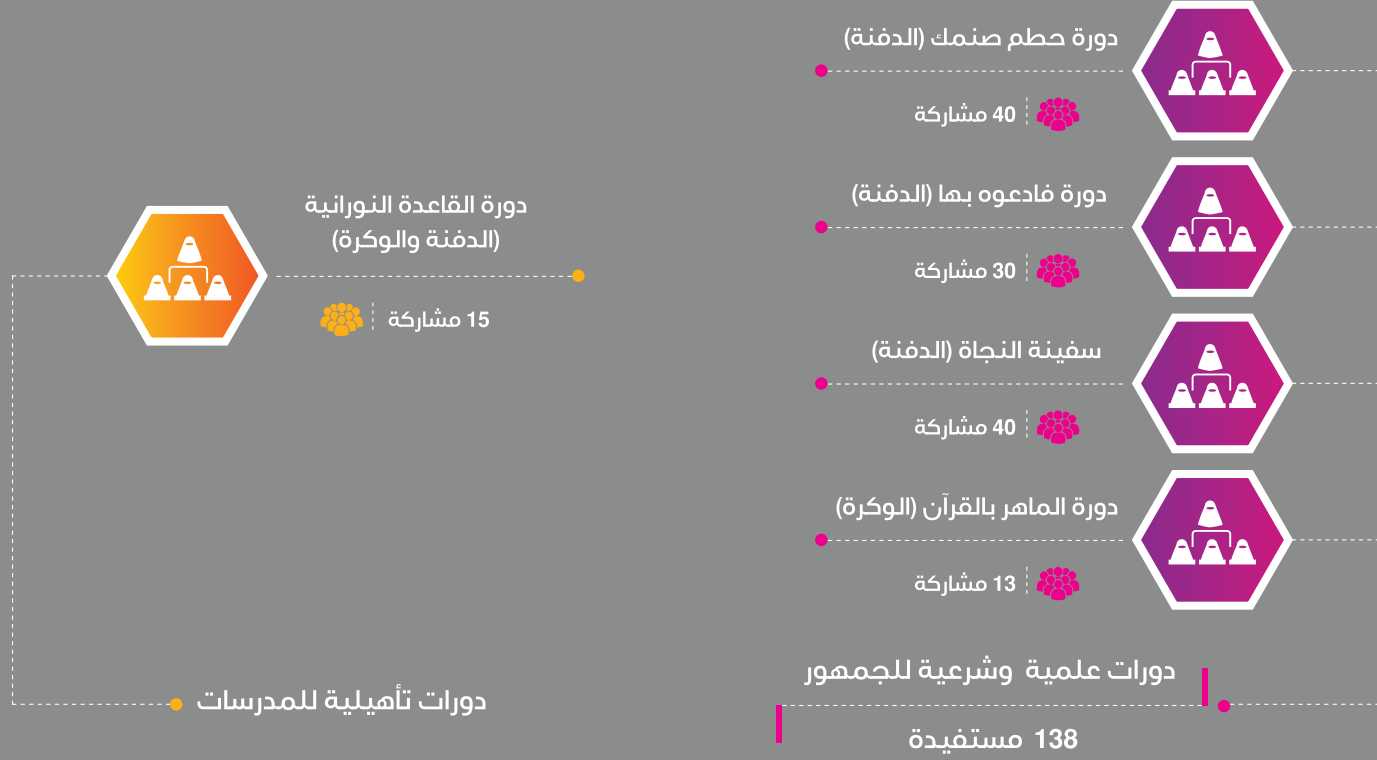 دورة حطم صنمك (الدفنة)
40 مشاركة
دورة فادعوه بها (الدفنة)
30 مشاركة
سفينة النجاة (الدفنة)
40 مشاركة
دورة الماهر بالقرآن (الوكرة)
13 مشاركة
دورات علمية وشرعية للجمهور
138 مستفيدة
دورة القاعدة النورانية
(الدفنة والوكرة)
15 مشاركة
دورات تأهيلية للمدرسات